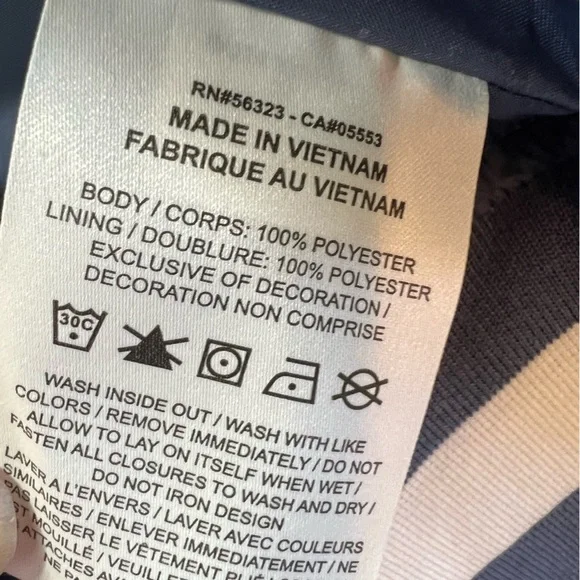 RN#56323 - CA#05553
MADE IN VIETNAM
FABRIQUE AU VIETNAM
BODY / CORPS: 100% POLYESTER
LINING / DOUBLURE: 100% POLYESTER
EXCLUSIVE OF DECORATION /
DECORATION NON COMPRISE
30C
WASH INSIDE OUT / WASH WITH LIKE
COLORS / REMOVE IMMEDIATELY / DO NOT
ALLOW TO LAY ON ITSELF WHEN WET /
FASTEN ALL CLOSURES TO WASH AND DRY /
DO NOT IRON DESIGN
LAVER A L'ENVERS / LAVER AVEC COULEURS
SIMILAIRES / ENLEVER IMMEDIATEMENT / NE
PAS LAISSER LE VÊTEMENT
MOUILLÉ / VEUILLE
ATTACHES